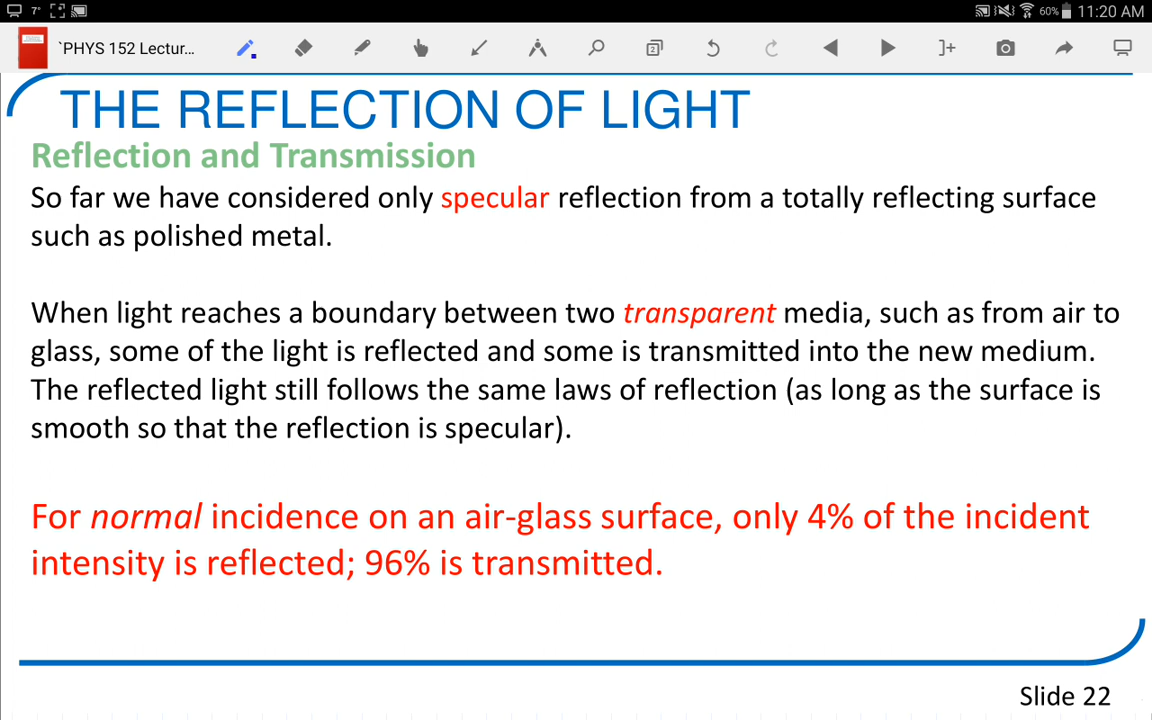 7° 60% 11:20 AM
`PHYS 152 Lectur... 2
THE REFLECTION OF LIGHT
Reflection and Transmission
So far we have considered only specular reflection from a totally reflecting surface
such as polished metal.
When light reaches a boundary between two transparent media, such as from air to
glass, some of the light is reflected and some is transmitted into the new medium.
The reflected light still follows the same laws of reflection (as long as the surface is
smooth so that the reflection is specular).
For normal incidence on an air-glass surface, only 4% of the incident
intensity is reflected; 96% is transmitted.
Slide 22